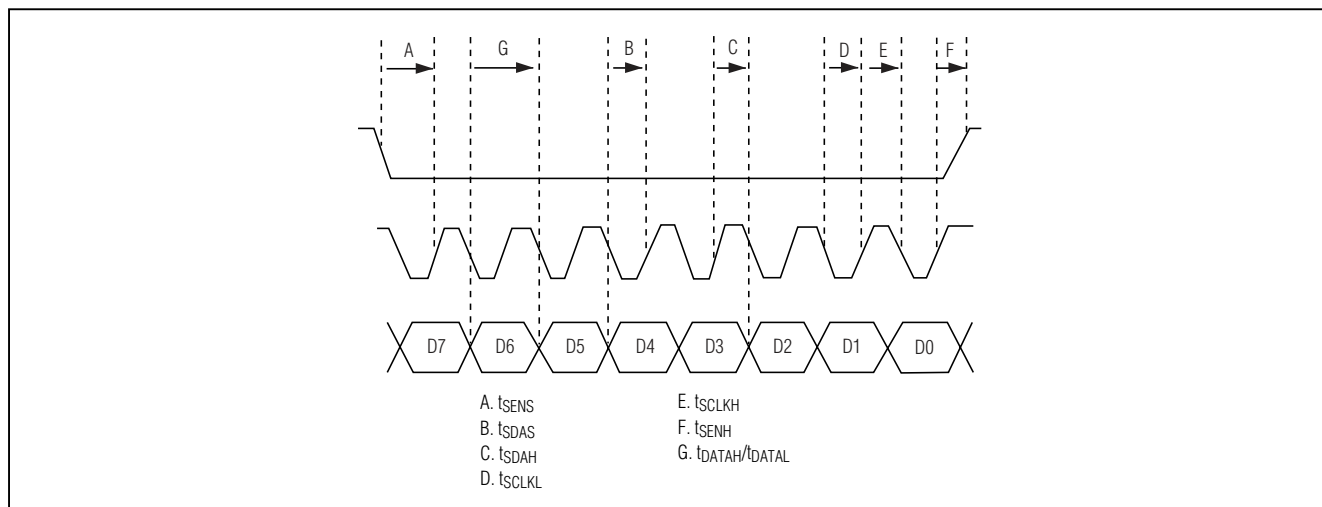 A G B C D E F
D7 D6 D5 D4 D3 D2 D1 D0
A. tSENS
B. tSDAS
C. tSDAH
D. tSCLKL
E. tSCLKH
F. tSENH
G. tDATAH/tDATAL